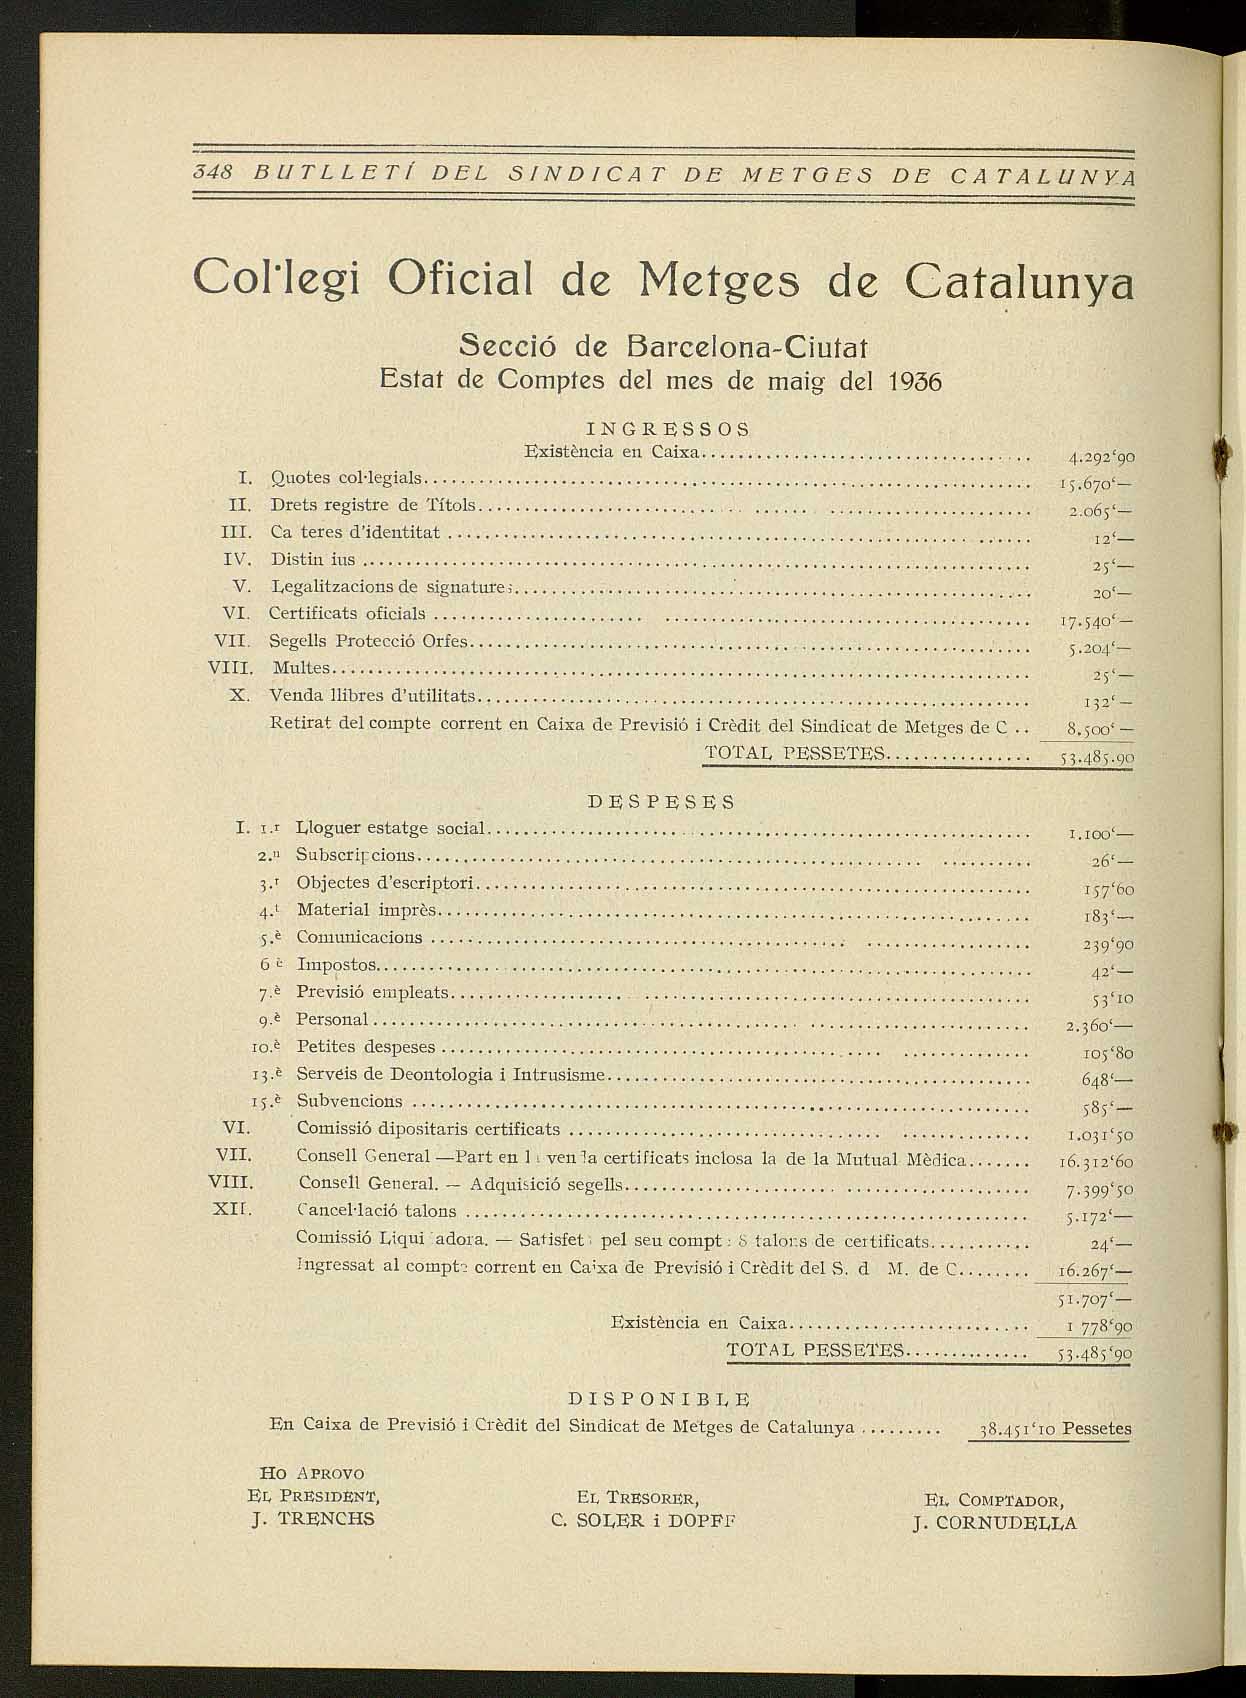 348 BUTLLETÍ DEL SINDICAT DE METGES DE CATALUNYA
Col·legi Oficial de Metges de Catalunya
Secció de Barcelona-Ciutat
Estat de Comptes del mes de maig del 1936
INGRESSOS
Existència en Caixa. . . . . 4.292‘90
I. Quotes col·legials. . . . . 15.670‘—
II. Drets registre de Títols. . . . . 2.065‘—
III. Ca teres d'identitat . . . . . 12‘—
IV. Distin ius . . . . . 25‘—
V. Legalitzacions de signatures. . . . . 20‘—
VI. Certificats oficials . . . . . 17.540‘—
VII. Segells Protecció Orfes. . . . . 5.204‘—
VIII. Multes. . . . . 25‘—
X. Venda llibres d'utilitats. . . . . 132‘—
Retirat del compte corrent en Caixa de Previsió i Crèdit del Sindicat de Metges de C . . 8.500‘—
TOTAL PESSETES. . . . . 53.485.90
DESPESES
I. 1.r Lloguer estatge social. . . . . 1.100‘—
2.n Subscripcions. . . . . 26‘—
3.r Objectes d'escriptori. . . . . 157‘60
4.t Material imprès. . . . . 183‘—
5.è Comunicacions . . . . . 239‘90
6 è Impostos. . . . . 42‘—
7.è Previsió empleats. . . . . 53‘10
9.è Personal . . . . . 2.360‘—
10.è Petites despeses . . . . . 105‘80
13.è Serveis de Deontologia i Intrusisme. . . . . 648‘—
15.è Subvencions . . . . . 585‘—
VI. Comissió dipositaris certificats . . . . . 1.031‘50
VII. Consell General —Part en la venda certificats inclosa la de la Mutual Mèdica. . . . . 16.312‘60
VIII. Consell General. — Adquisició segells. . . . . 7.399‘50
XII. Cancel·lació talons . . . . . 5.172‘—
Comissió Liqui adora. — Satisfet pel seu compte 8 talons de certificats. . . . . 24‘—
Ingressat al compte corrent en Caixa de Previsió i Crèdit del S. d M. de C. . . . . 16.267‘—
51.707‘—
Existència en Caixa. . . . . 1 778‘90
TOTAL PESSETES. . . . . 53.485‘90
DISPONIBLE
En Caixa de Previsió i Crèdit del Sindicat de Metges de Catalunya . . . . . 38.451‘10 Pessetes
HO APROVO
EL PRESIDENT, EL TRESORER, EL COMPTADOR,
J. TRENCHS C. SOLER i DOPFF J. CORNUDELLA